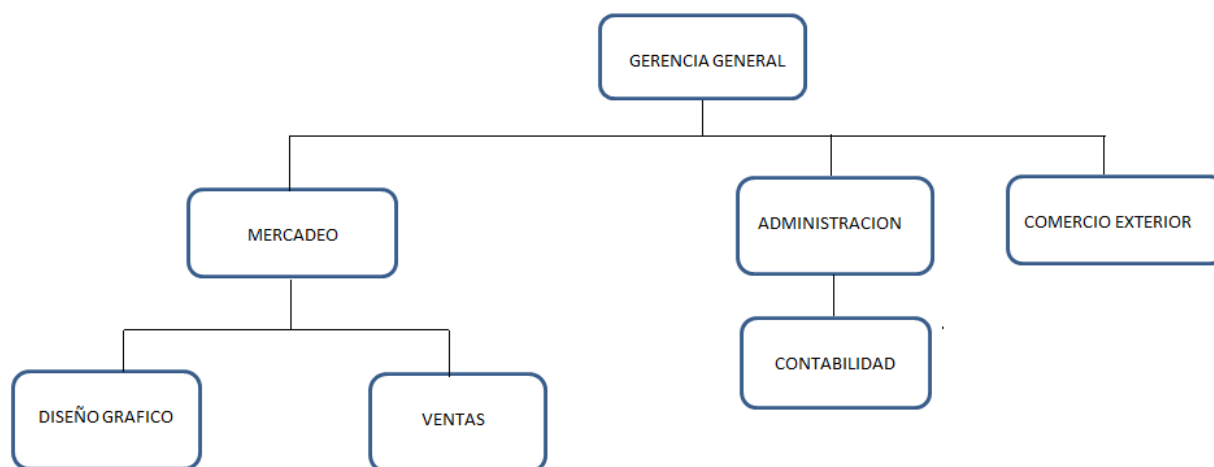 GERENCIA GENERAL
MERCADEO
ADMINISTRACION
COMERCIO EXTERIOR
CONTABILIDAD
DISEÑO GRAFICO
VENTAS